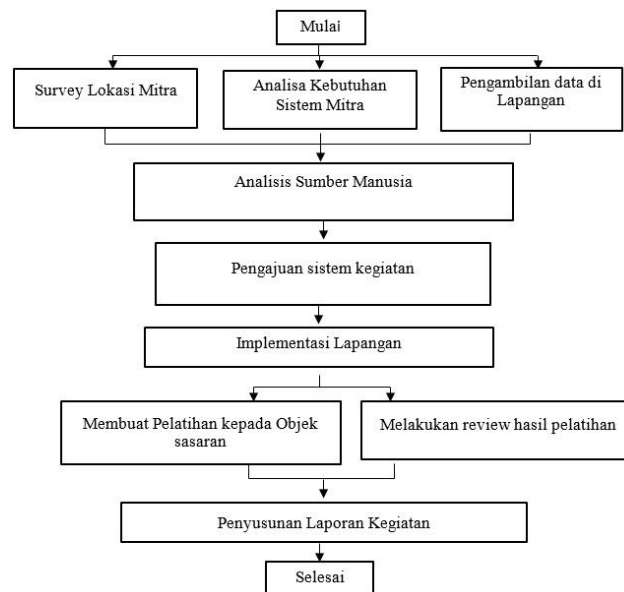 Mulai
Survey Lokasi Mitra
Analisa Kebutuhan
Sistem Mitra
Pengambilan data di
Lapangan
Analisis Sumber Manusia
Pengajuan sistem kegiatan
Implementasi Lapangan
Membuat Pelatihan kepada Objek
sasaran
Melakukan review hasil pelatihan
Penyusunan Laporan Kegiatan
Selesai